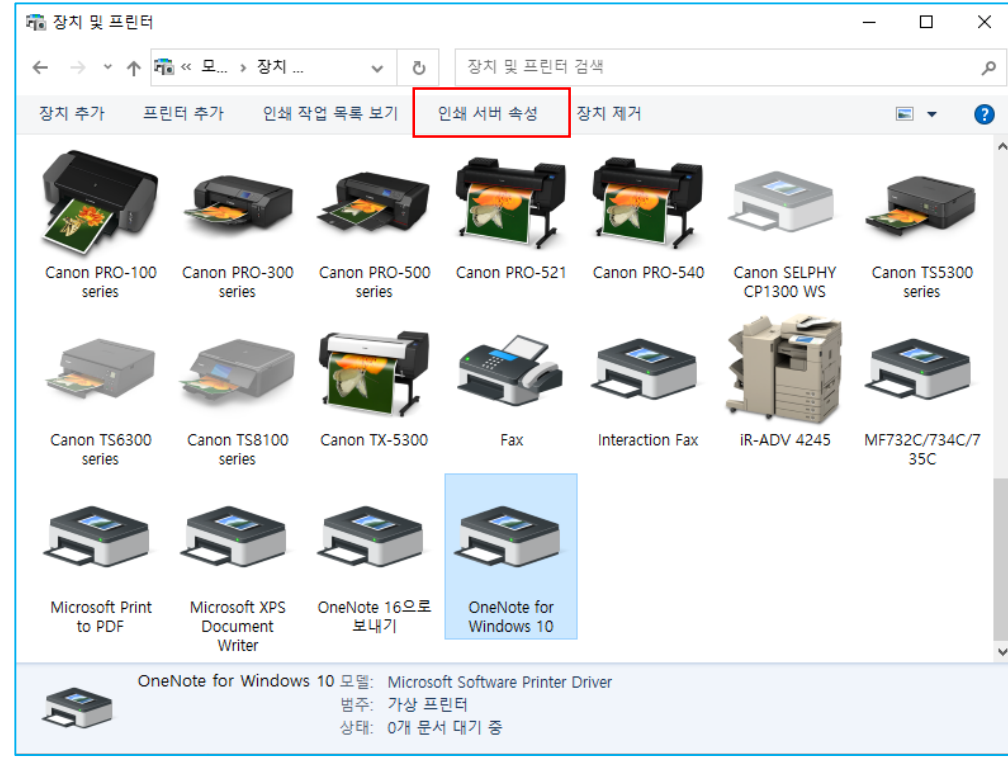 장치 및 프린터
« 모... › 장치 ...
장치 및 프린터 검색
장치 추가 프린터 추가 인쇄 작업 목록 보기 인쇄 서버 속성 장치 제거
Canon PRO-100
series
Canon PRO-300
series
Canon PRO-500
series
Canon PRO-521
Canon PRO-540
Canon SELPHY
CP1300 WS
Canon TS5300
series
Canon TS6300
series
Canon TS8100
series
Canon TX-5300
Fax
Interaction Fax
iR-ADV 4245
MF732C/734C/7
35C
Microsoft Print
to PDF
Microsoft XPS
Document
Writer
OneNote 16으로
보내기
OneNote for
Windows 10
OneNote for Windows 10 모델: Microsoft Software Printer Driver
범주: 가상 프린터
상태: 0개 문서 대기 중